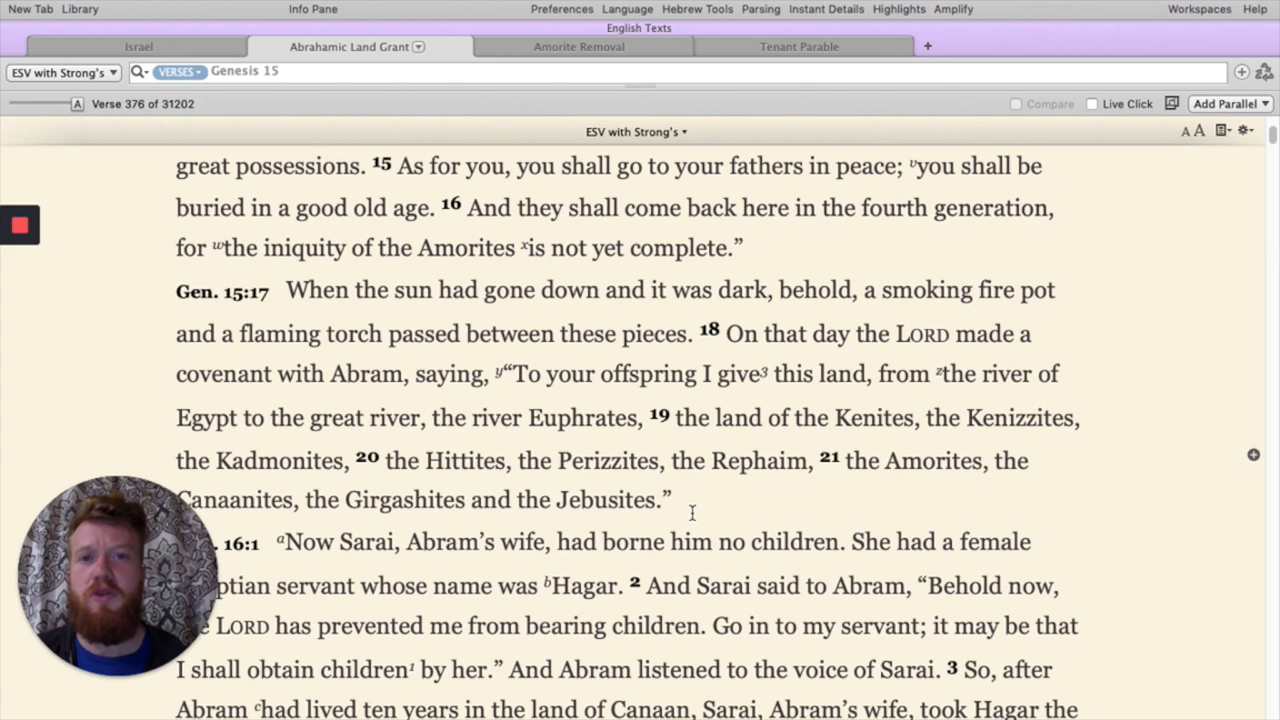 New Tab Library Info Pane Preferences Language Hebrew Tools Parsing Instant Details Highlights Amplify Workspaces Help
English Texts
Israel Abrahamic Land Grant Amorite Removal Tenant Parable +
ESV with Strong's VERSES Genesis 15
A Verse 376 of 31202 Compare Live Click Add Parallel
ESV with Strong's A A
great possessions. 15 As for you, you shall go to your fathers in peace; vyou shall be
buried in a good old age. 16 And they shall come back here in the fourth generation,
for wthe iniquity of the Amorites xis not yet complete.”
Gen. 15:17 When the sun had gone down and it was dark, behold, a smoking fire pot
and a flaming torch passed between these pieces. 18 On that day the LORD made a
covenant with Abram, saying, y“To your offspring I give3 this land, from zthe river of
Egypt to the great river, the river Euphrates, 19 the land of the Kenites, the Kenizzites,
the Kadmonites, 20 the Hittites, the Perizzites, the Rephaim, 21 the Amorites, the
Canaanites, the Girgashites and the Jebusites.”
16:1 aNow Sarai, Abram’s wife, had borne him no children. She had a female
ptian servant whose name was bHagar. 2 And Sarai said to Abram, “Behold now,
LORD has prevented me from bearing children. Go in to my servant; it may be that
I shall obtain children1 by her.” And Abram listened to the voice of Sarai. 3 So, after
Abram chad lived ten years in the land of Canaan, Sarai, Abram’s wife, took Hagar the